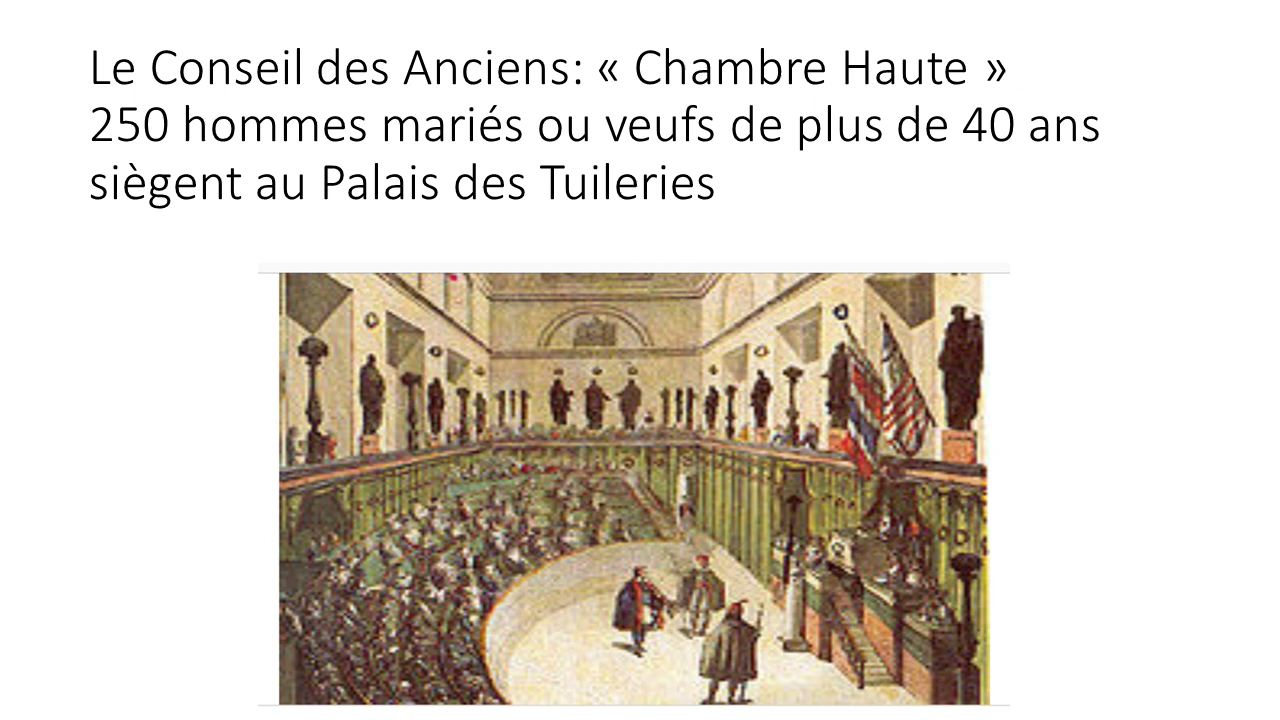 Le Conseil des Anciens: « Chambre Haute »
250 hommes mariés ou veufs de plus de 40 ans
siègent au Palais des Tuileries